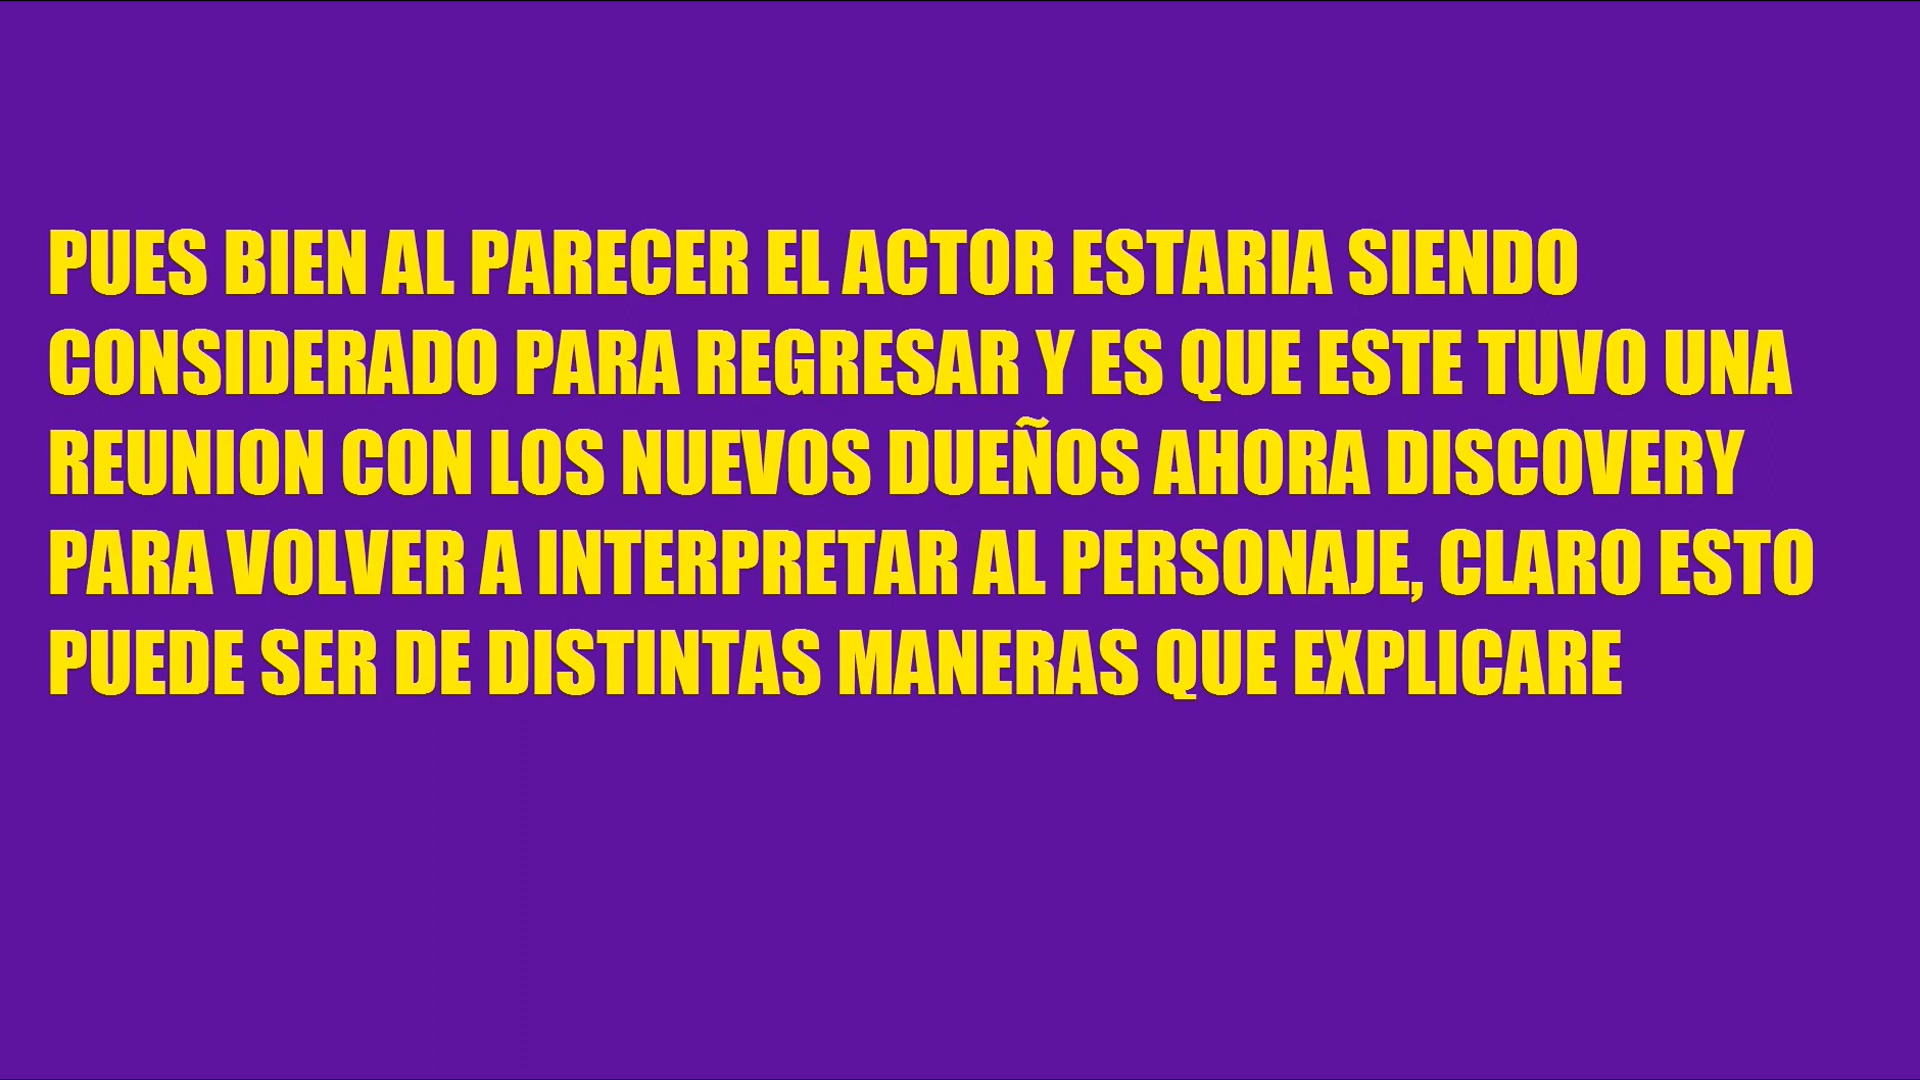 PUES BIEN AL PARECER EL ACTOR ESTARIA SIENDO
CONSIDERADO PARA REGRESAR Y ES QUE ESTE TUVO UNA
REUNION CON LOS NUEVOS DUEÑOS AHORA DISCOVERY
PARA VOLVER A INTERPRETAR AL PERSONAJE, CLARO ESTO
PUEDE SER DE DISTINTAS MANERAS QUE EXPLICARE